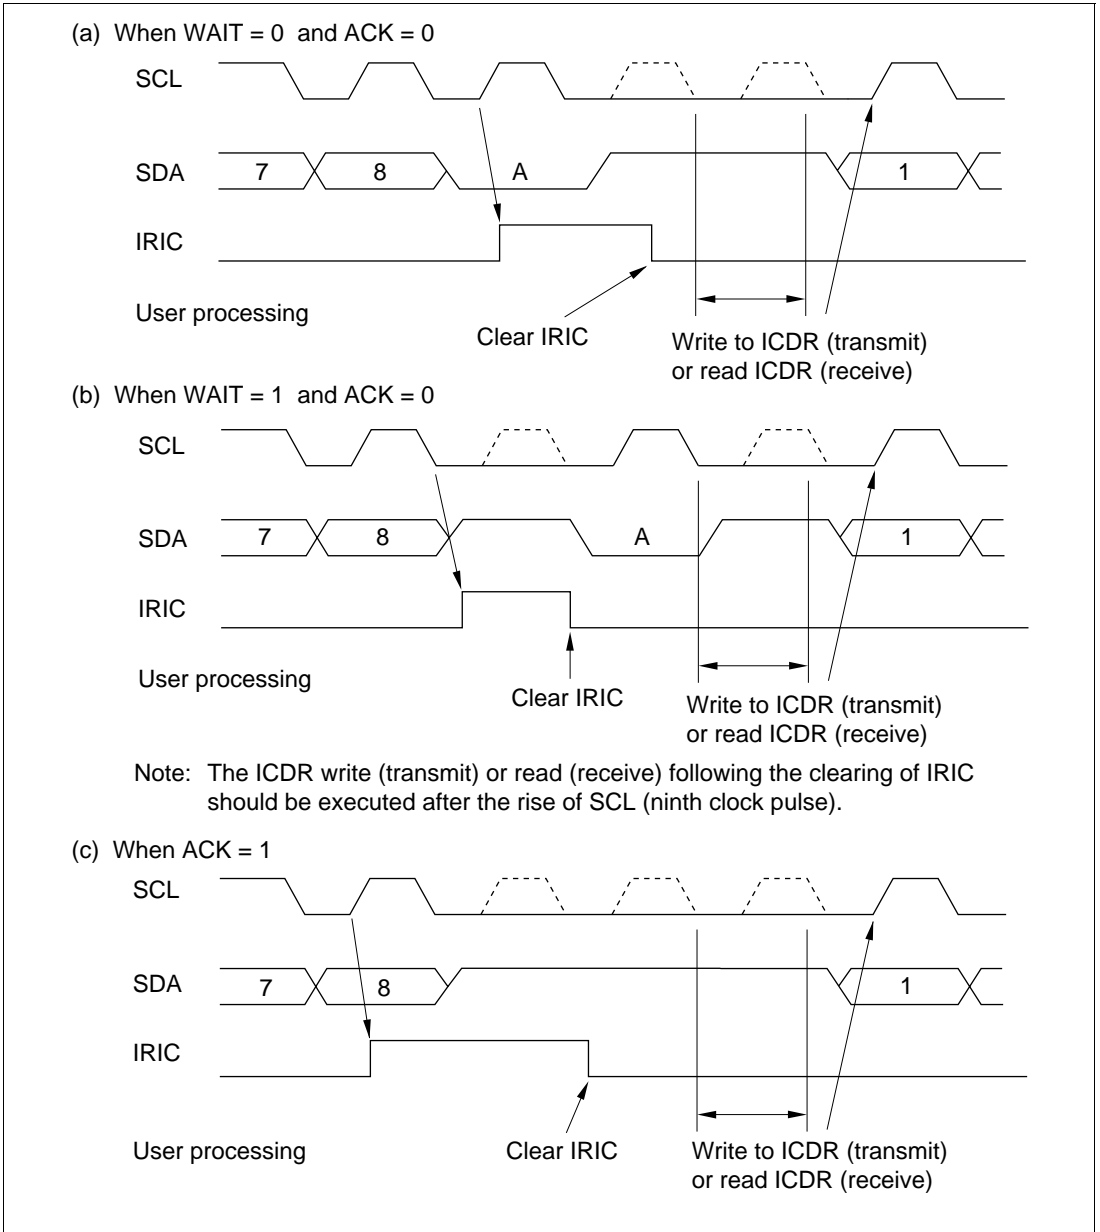 (a) When WAIT = 0 and ACK = 0
SCL
SDA 7 8 A 1
IRIC
User processing
Clear IRIC
Write to ICDR (transmit)
or read ICDR (receive)
(b) When WAIT = 1 and ACK = 0
SCL
SDA 7 8 A 1
IRIC
User processing
Clear IRIC
Write to ICDR (transmit)
or read ICDR (receive)
Note: The ICDR write (transmit) or read (receive) following the clearing of IRIC
should be executed after the rise of SCL (ninth clock pulse).
(c) When ACK = 1
SCL
SDA 7 8 1
IRIC
User processing
Clear IRIC
Write to ICDR (transmit)
or read ICDR (receive)